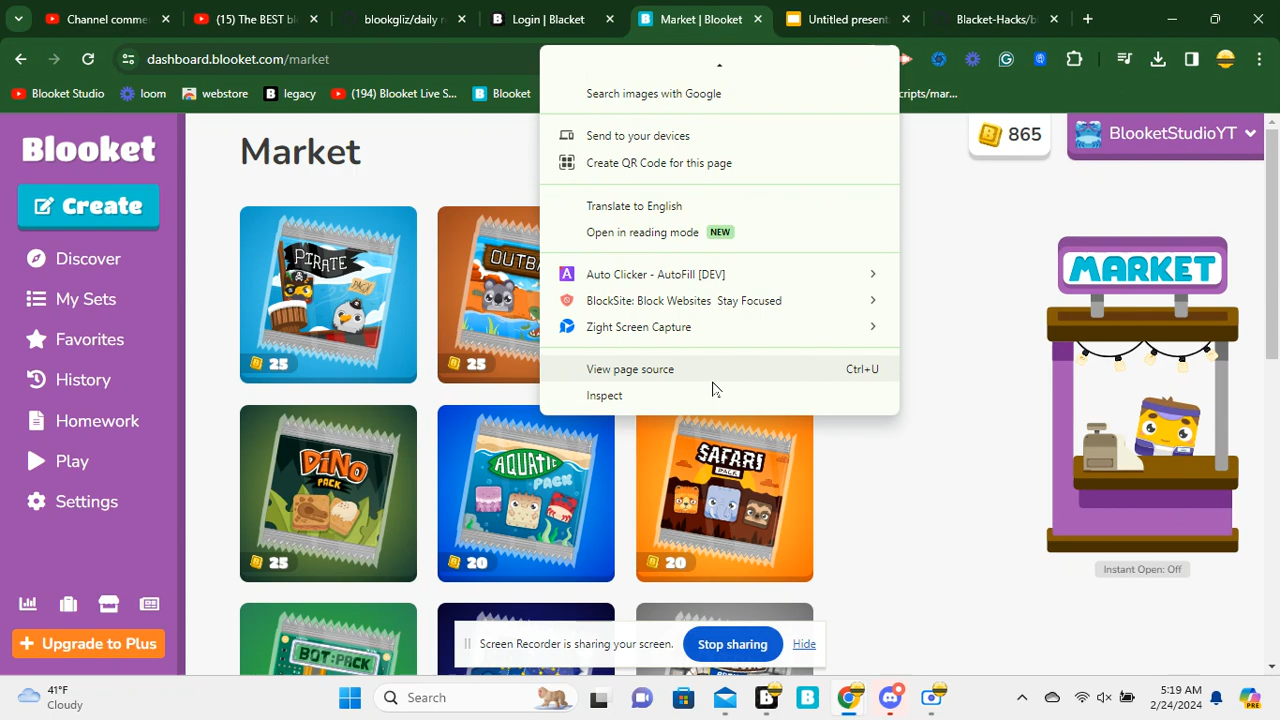 Channel comme
(15) The BEST bl
blookgliz/daily r
Login | Blacket
Market | Blooket
Untitled present
Blacket-Hacks/b
dashboard.blooket.com/market
Blooket Studio
loom
webstore
legacy
(194) Blooket Live S...
Blooket
cripts/mar...
Search images with Google
Send to your devices
Create QR Code for this page
Translate to English
Open in reading mode NEW
Auto Clicker - AutoFill [DEV]
BlockSite: Block Websites Stay Focused
Zight Screen Capture
View page source Ctrl+U
Inspect
Blooket
Create
Discover
My Sets
Favorites
History
Homework
Play
Settings
Upgrade to Plus
Market
865
BlooketStudioYT
PIRATE
PACK
25
OUTBA
25
DINO
PACK
25
AQUATIC
PACK
20
SAFARI
PACK
20
BOT:PACK
MARKET
Instant Open: Off
Screen Recorder is sharing your screen.
Stop sharing
Hide
41°F
Cloudy
Search
5:19 AM
2/24/2024
PRE